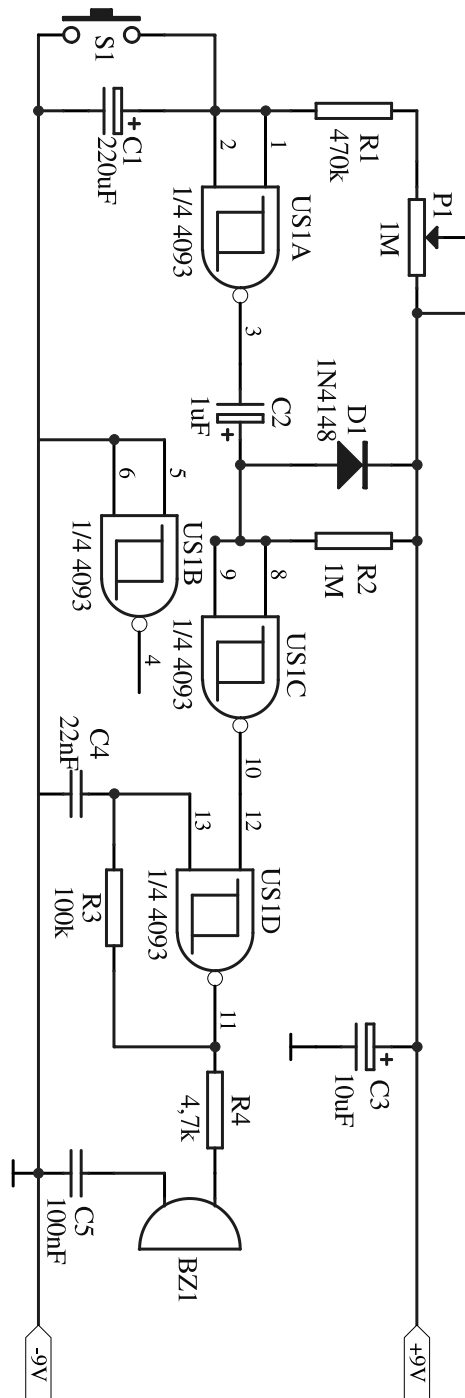 S1
C1
220uF
+
R1
470k
P1
1M
1
2
US1A
1/4 4093
3
C2
1uF
+
D1
1N4148
R2
1M
5
6
US1B
1/4 4093
4
8
9
US1C
1/4 4093
10
12
13
C4
22nF
R3
100k
US1D
1/4 4093
11
R4
4,7k
C3
10uF
+
C5
100nF
BZ1
+9V
-9V